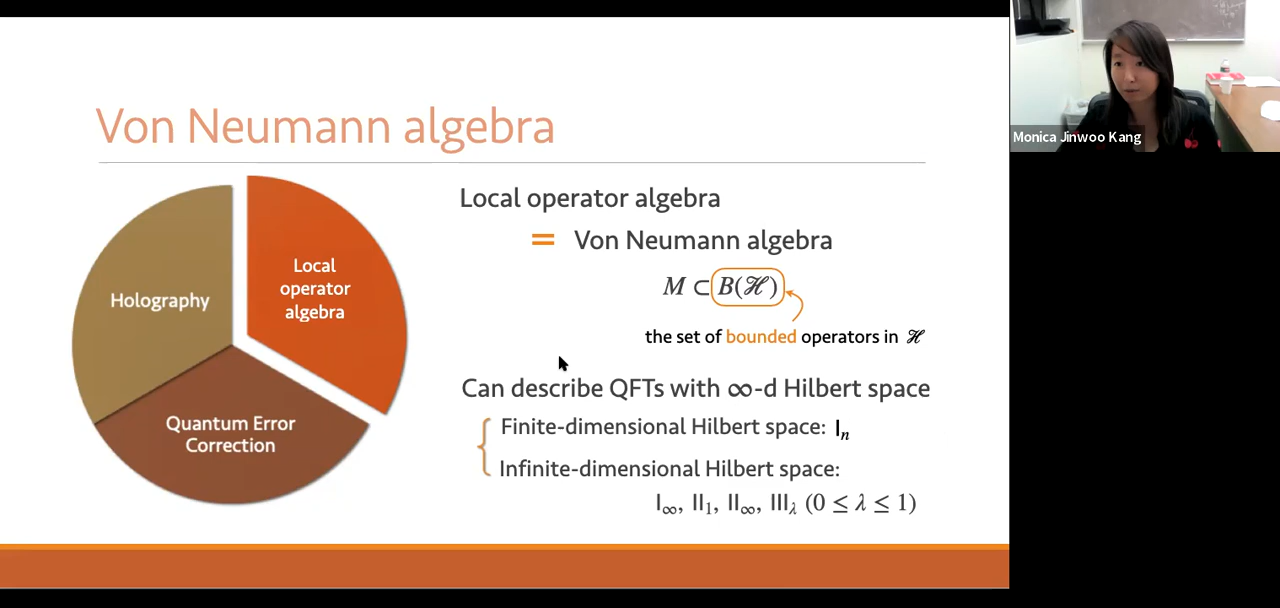 Von Neumann algebra
Holography
Local
operator
algebra
Quantum Error
Correction
Local operator algebra
= Von Neumann algebra
M ⊂ B(ℋ)
the set of bounded operators in ℋ
Can describe QFTs with ∞-d Hilbert space
Finite-dimensional Hilbert space: Iₙ
Infinite-dimensional Hilbert space:
I∞, II₁, II∞, IIIλ (0 ≤ λ ≤ 1)
Monica Jinwoo Kang